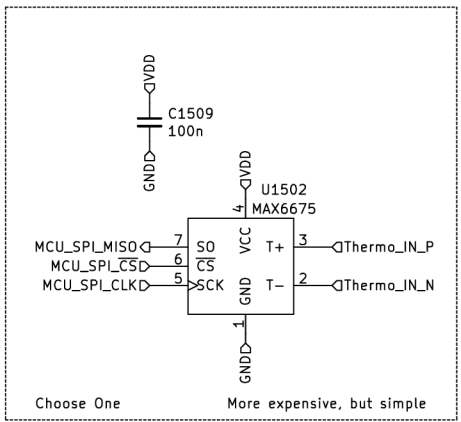 VDD
C1509
100n
GND
VDD
U1502
MAX6675
4
VCC
MCU_SPI_MISO 7 SO T+ 3 Thermo_IN_P
MCU_SPI_CS 6 CS
MCU_SPI_CLK 5 SCK T- 2 Thermo_IN_N
GND
1
GND
Choose One More expensive, but simple